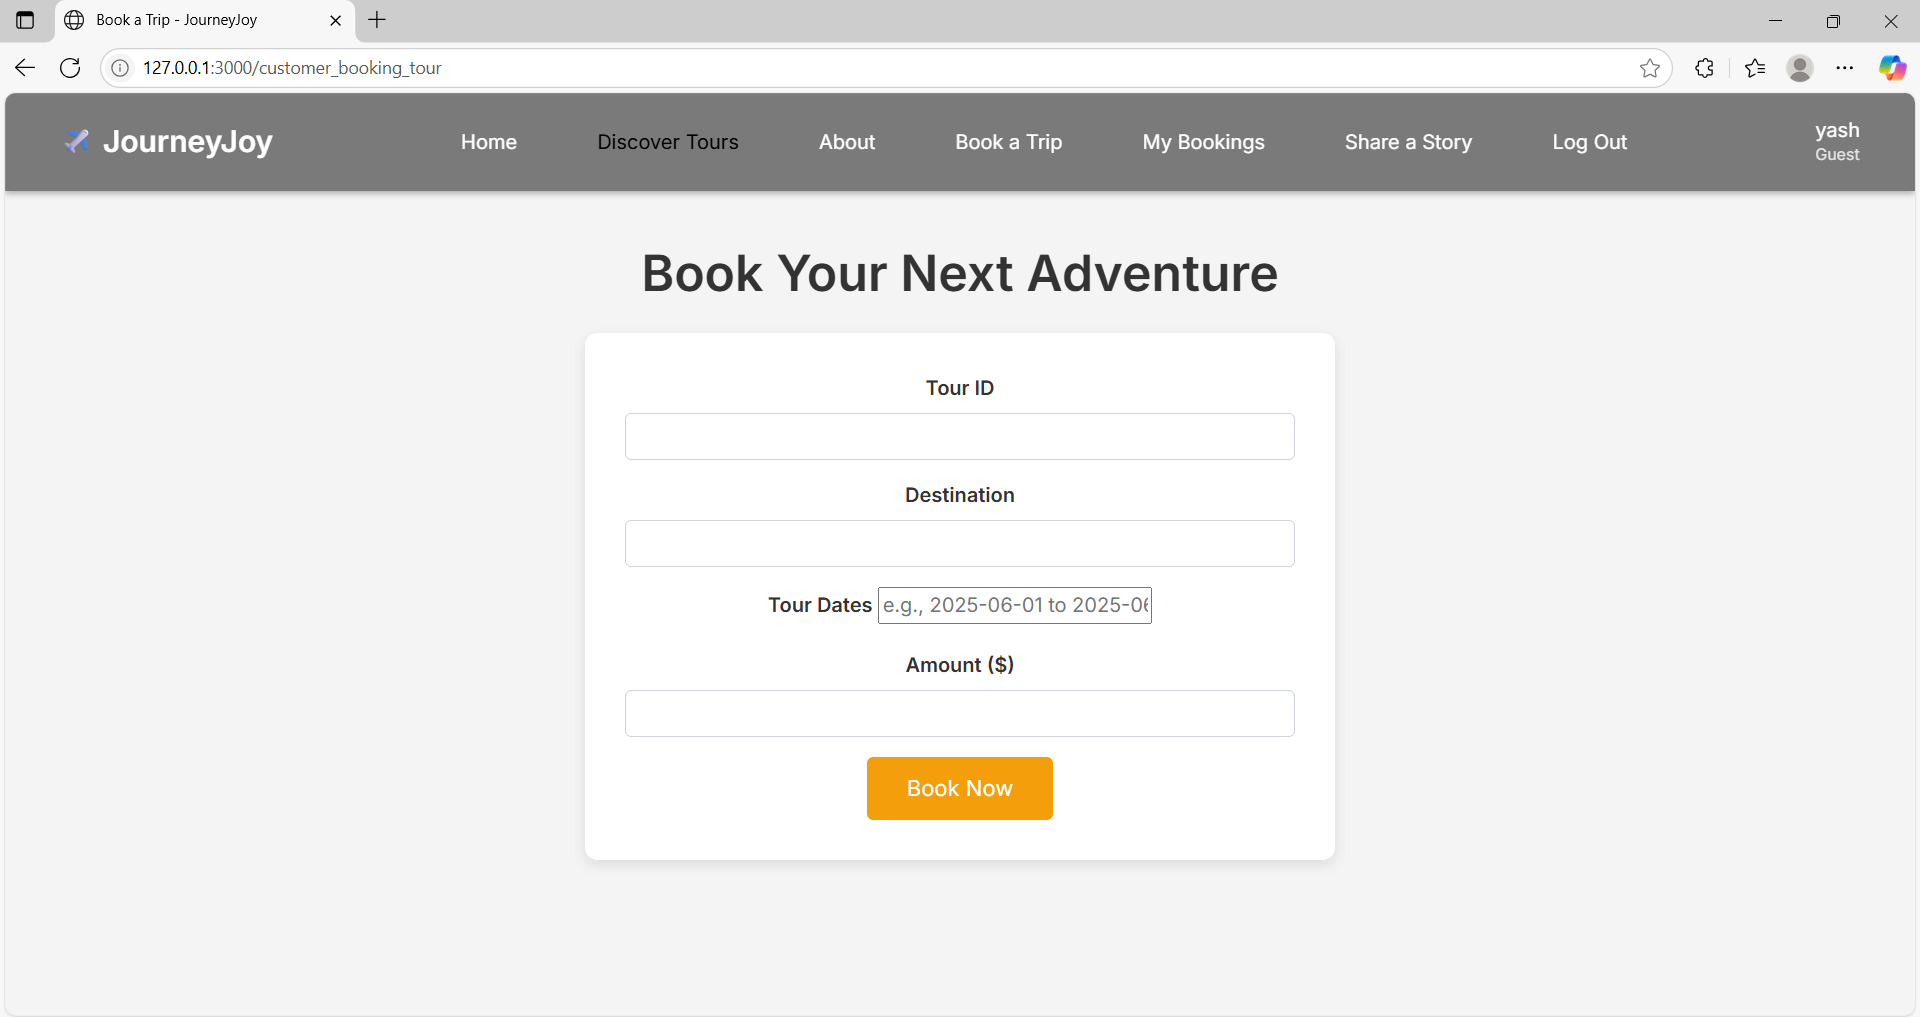 Book a Trip - JourneyJoy
127.0.0.1:3000/customer_booking_tour
JourneyJoy
Home
Discover Tours
About
Book a Trip
My Bookings
Share a Story
Log Out
yash
Guest
Book Your Next Adventure
Tour ID
Destination
Tour Dates e.g., 2025-06-01 to 2025-06
Amount ($)
Book Now